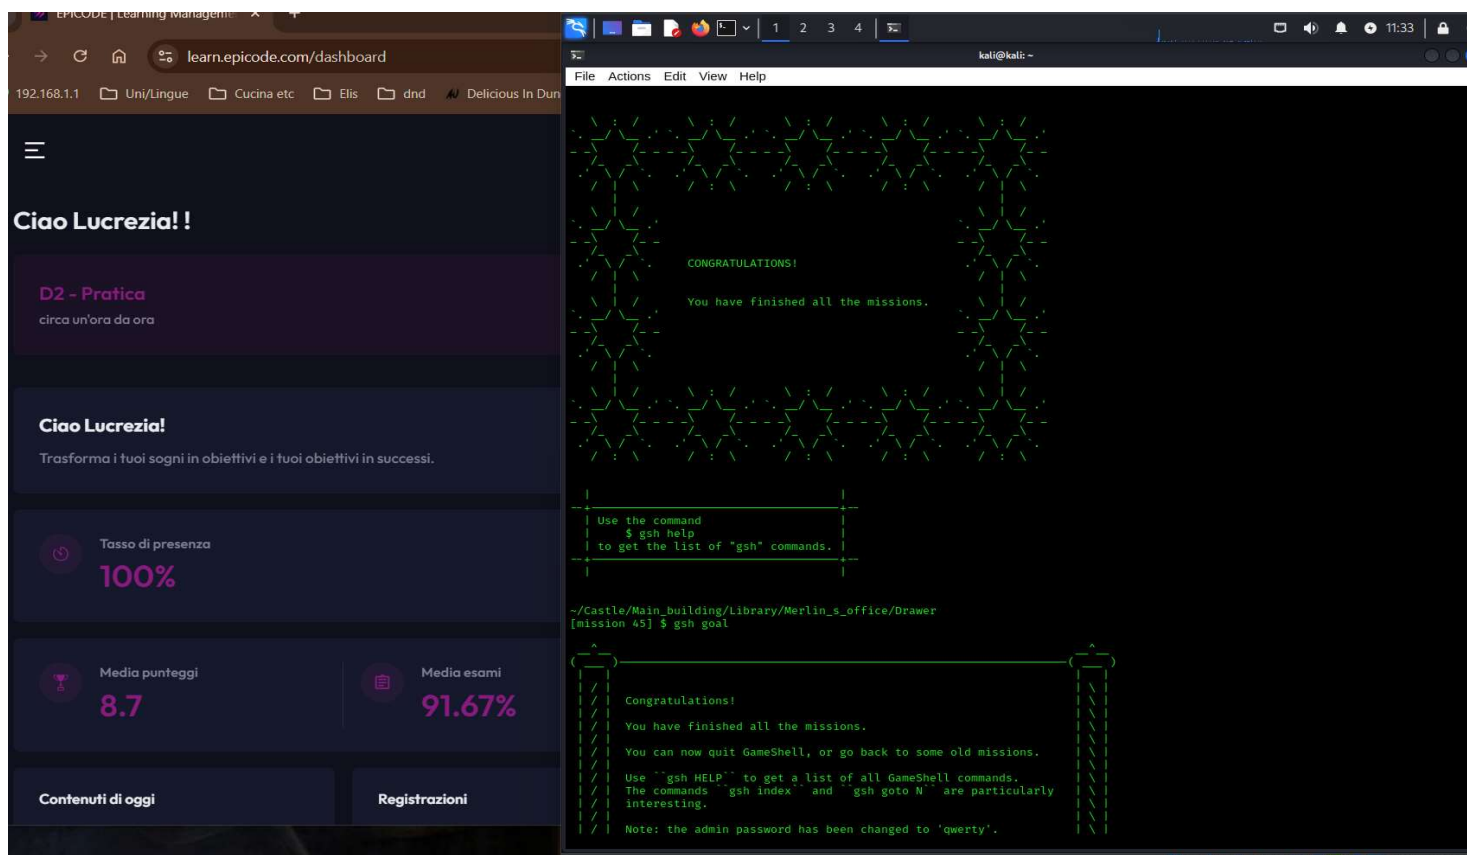 EPICODE | Learning Manageme
learn.epicode.com/dashboard
192.168.1.1 Uni/Lingue Cucina etc Elis dnd Delicious In Dun
Ciao Lucrezia! !
D2 - Pratica
circa un'ora da ora
Ciao Lucrezia!
Trasforma i tuoi sogni in obiettivi e i tuoi obiettivi in successi.
Tasso di presenza
100%
Media punteggi
8.7
Media esami
91.67%
Contenuti di oggi
Registrazioni
1 2 3 4
11:33
kali@kali: ~
File Actions Edit View Help
CONGRATULATIONS!
You have finished all the missions.
Use the command
$ gsh help
to get the list of "gsh" commands.
~/Castle/Main_building/Library/Merlin_s_office/Drawer
[mission 45] $ gsh goal
Congratulations!
You have finished all the missions.
You can now quit GameShell, or go back to some old missions.
Use ``gsh HELP`` to get a list of all GameShell commands.
The commands ``gsh index`` and ``gsh goto N`` are particularly
interesting.
Note: the admin password has been changed to 'qwerty'.